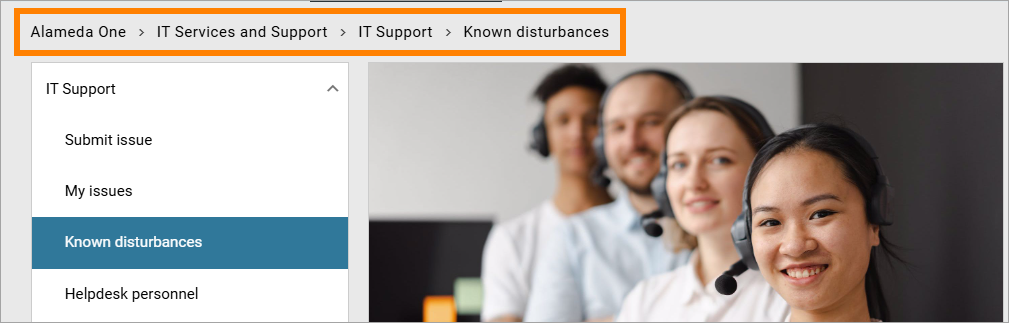 Alameda One > IT Services and Support > IT Support > Known disturbances
IT Support
Submit issue
My issues
Known disturbances
Helpdesk personnel